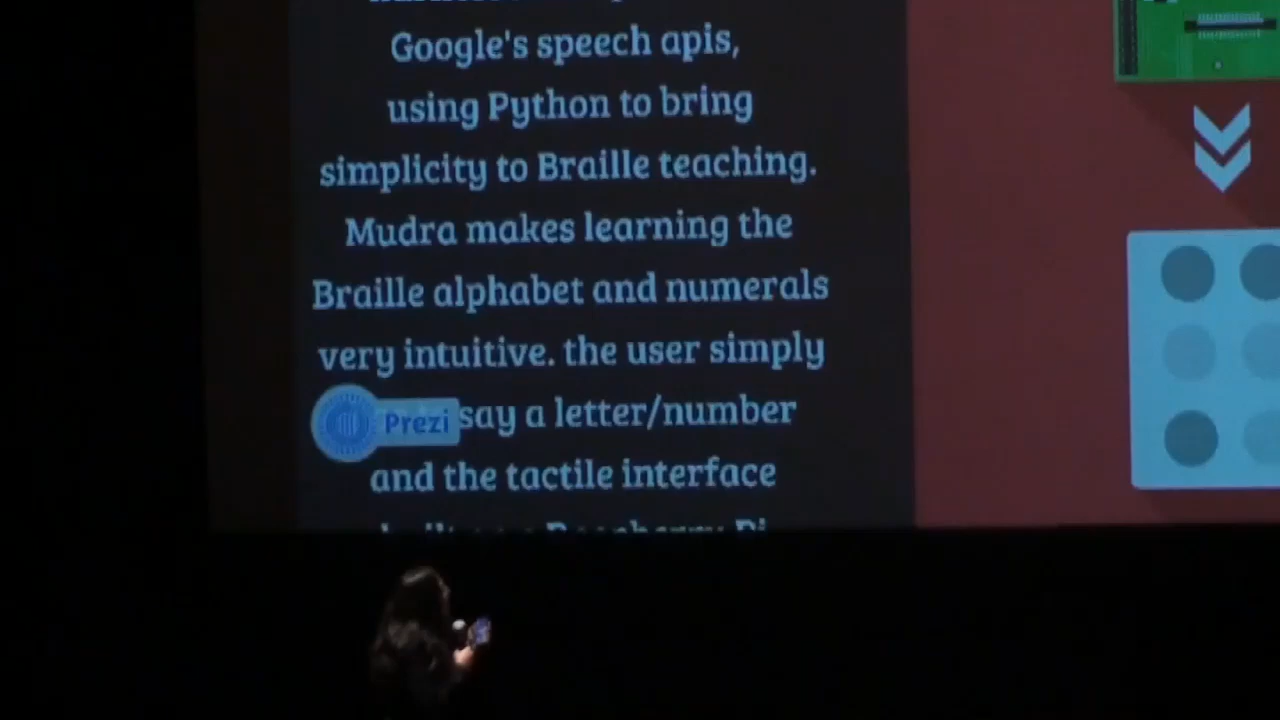 Google's speech apis,
using Python to bring
simplicity to Braille teaching.
Mudra makes learning the
Braille alphabet and numerals
very intuitive. the user simply
Prezi say a letter/number
and the tactile interface